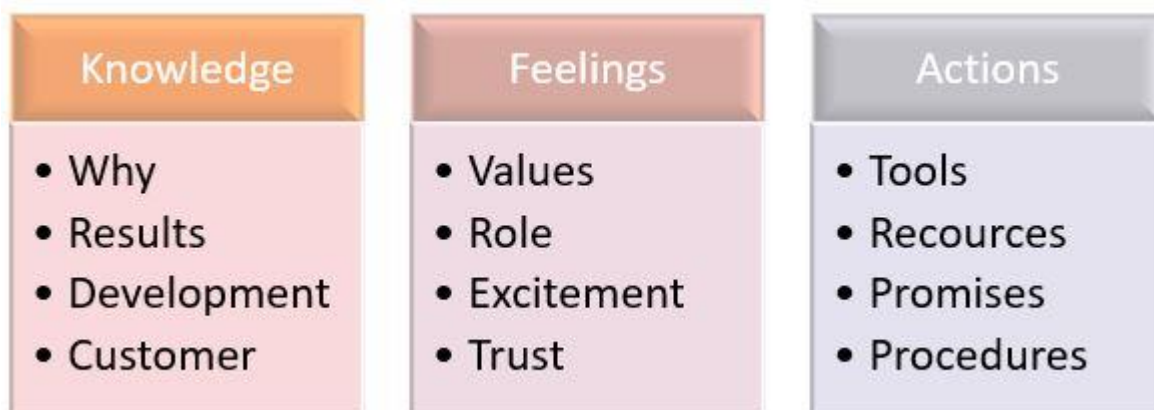 Knowledge
• Why
• Results
• Development
• Customer
Feelings
• Values
• Role
• Excitement
• Trust
Actions
• Tools
• Recources
• Promises
• Procedures